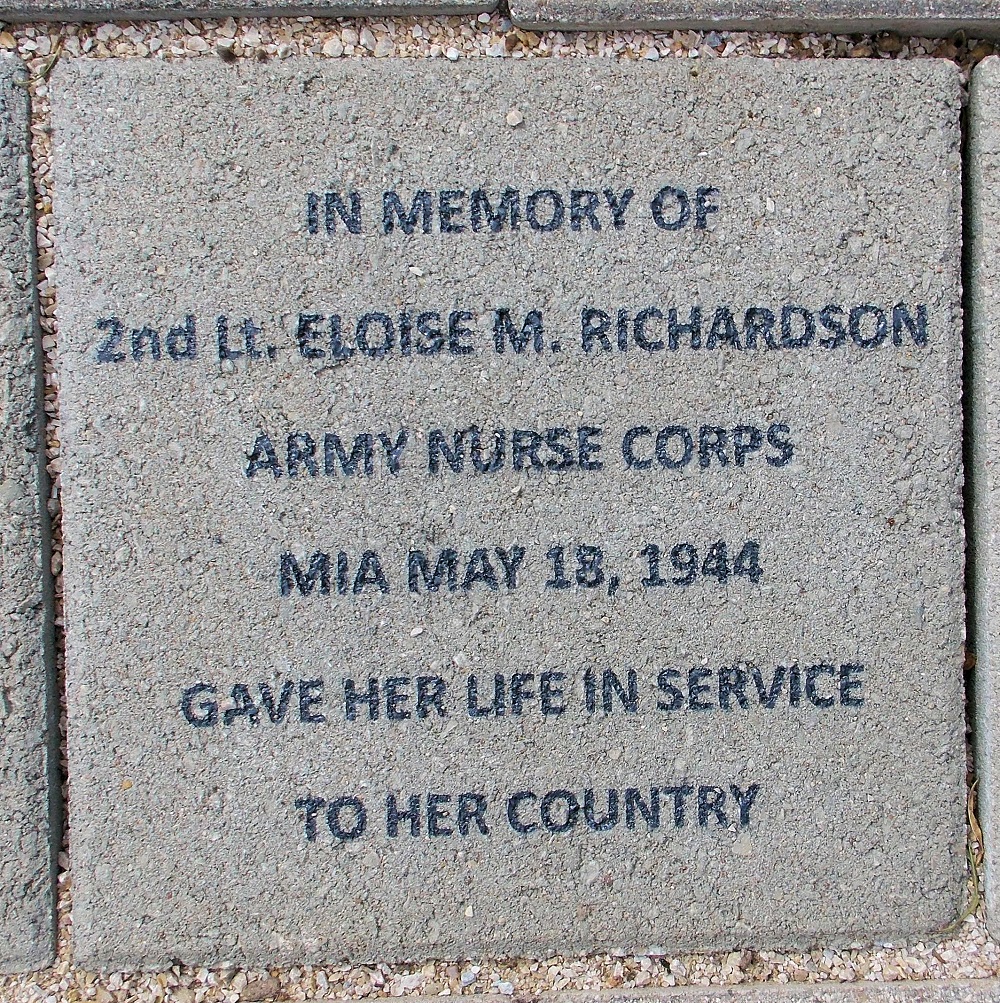 IN MEMORY OF
2nd Lt. ELOISE M. RICHARDSON
ARMY NURSE CORPS
MIA MAY 18, 1944
GAVE HER LIFE IN SERVICE
TO HER COUNTRY